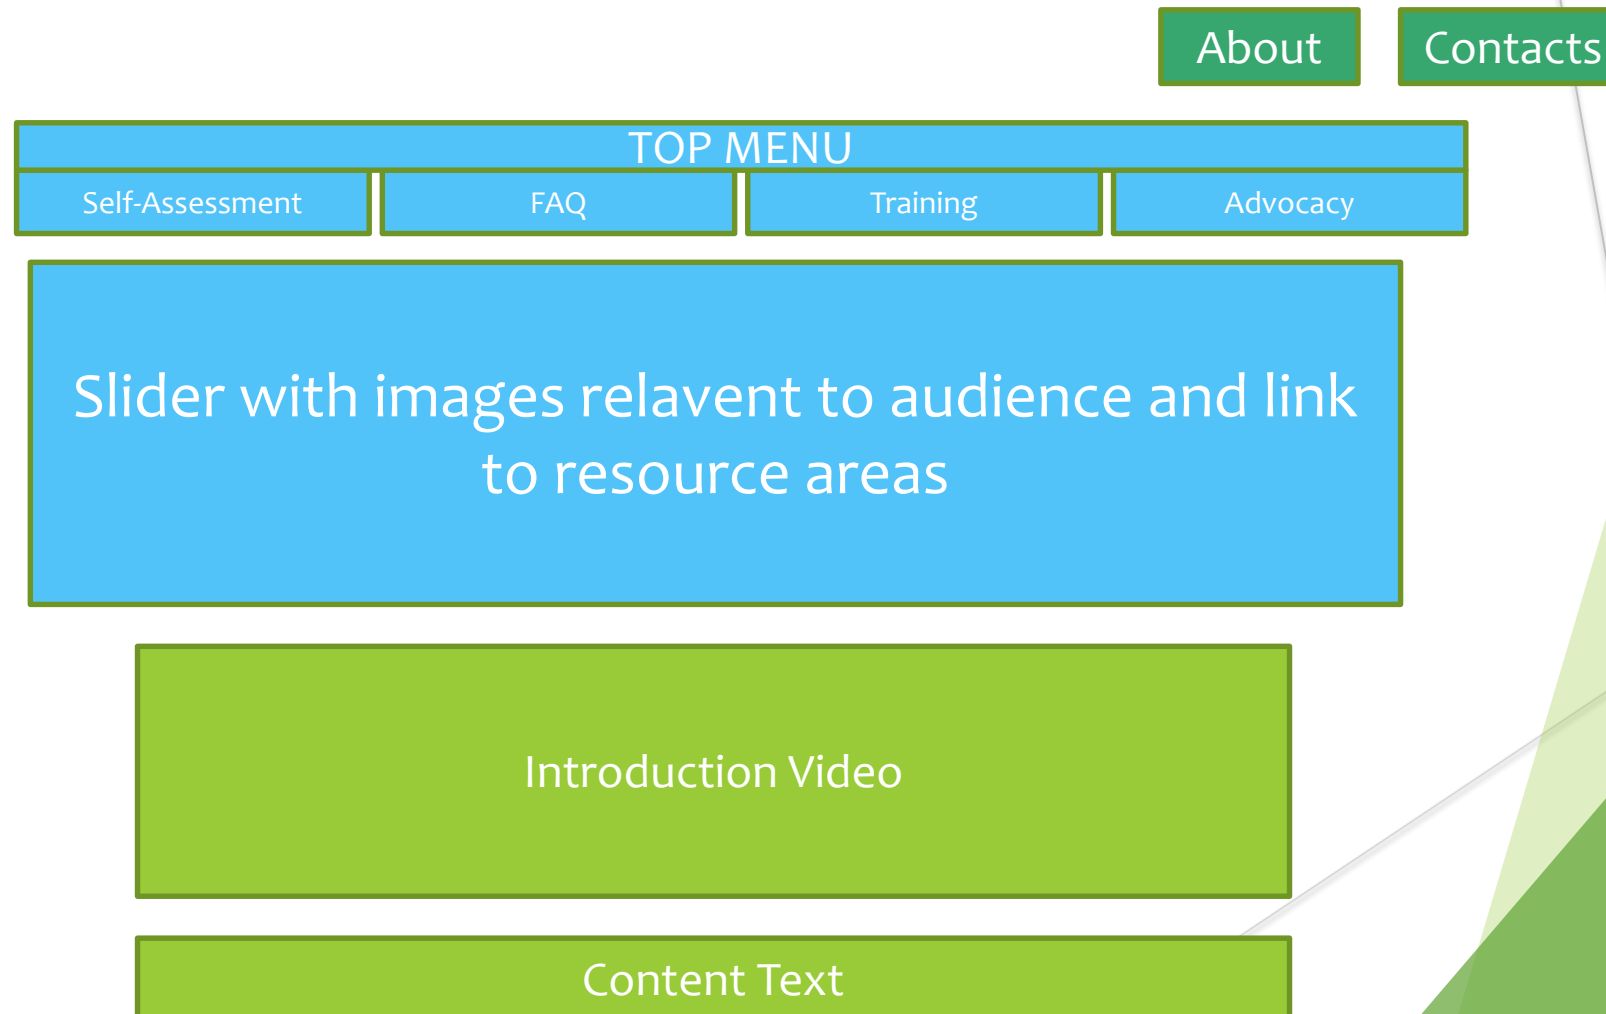 About
Contacts
TOP MENU
Self-Assessment
FAQ
Training
Advocacy
Slider with images relavent to audience and link
to resource areas
Introduction Video
Content Text